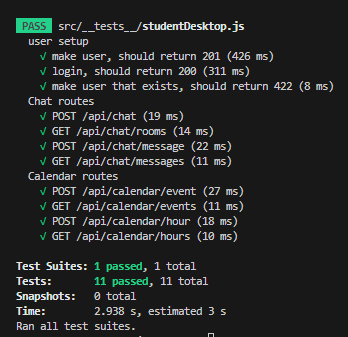 PASS src/__tests__/studentDesktop.js
user setup
√ make user, should return 201 (426 ms)
√ login, should return 200 (311 ms)
√ make user that exists, should return 422 (8 ms)
Chat routes
√ POST /api/chat (19 ms)
√ GET /api/chat/rooms (14 ms)
√ POST /api/chat/message (22 ms)
√ GET /api/chat/messages (11 ms)
Calendar routes
√ POST /api/calendar/event (27 ms)
√ GET /api/calendar/events (11 ms)
√ POST /api/calendar/hour (18 ms)
√ GET /api/calendar/hours (10 ms)
Test Suites: 1 passed, 1 total
Tests: 11 passed, 11 total
Snapshots: 0 total
Time: 2.938 s, estimated 3 s
Ran all test suites.